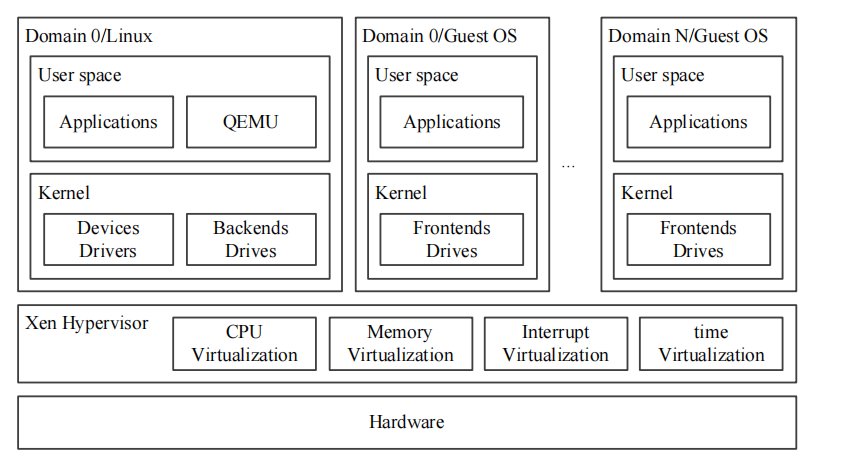 Domain 0/Linux
User space
Applications
QEMU
Kernel
Devices
Drivers
Backends
Drives
Domain 0/Guest OS
User space
Applications
Kernel
Frontends
Drives
...
Domain N/Guest OS
User space
Applications
Kernel
Frontends
Drives
Xen Hypervisor
CPU
Virtualization
Memory
Virtualization
Interrupt
Virtualization
time
Virtualization
Hardware